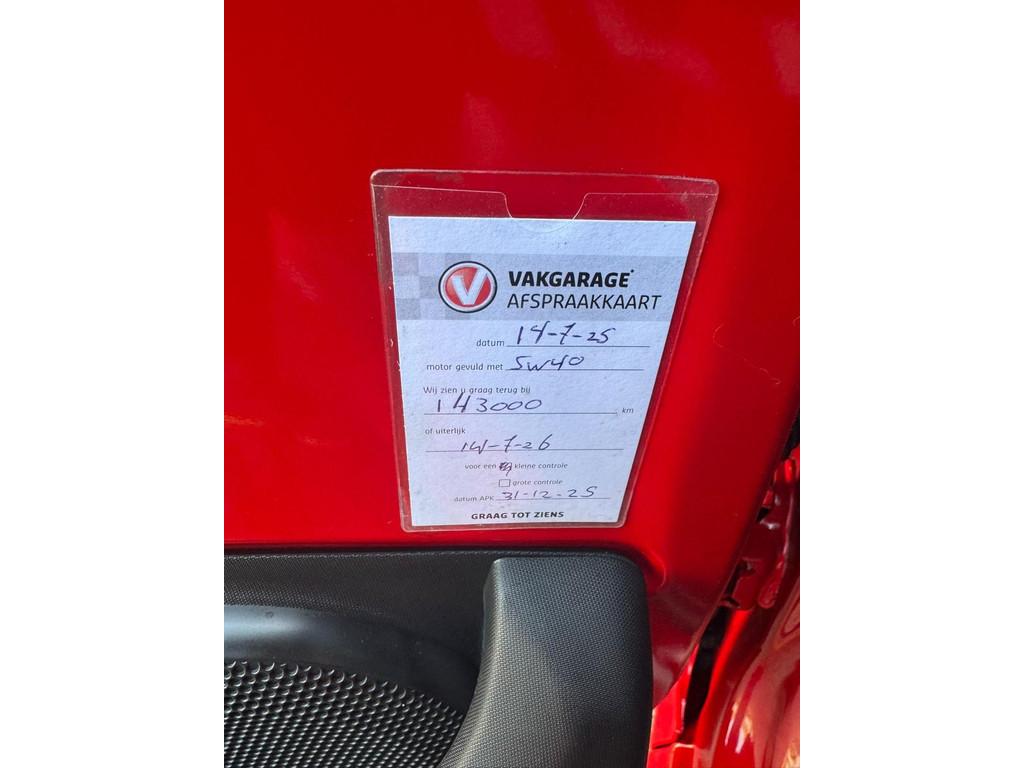 V VAKGARAGE*
AFSPRAAKKAART
datum 14-7-25
motor gevuld met 5W40
Wij zien u graag terug bij
143000 km
of uiterlijk
14-7-26
voor een kleine controle
grote controle
datum APK 31-12-25
GRAAG TOT ZIENS